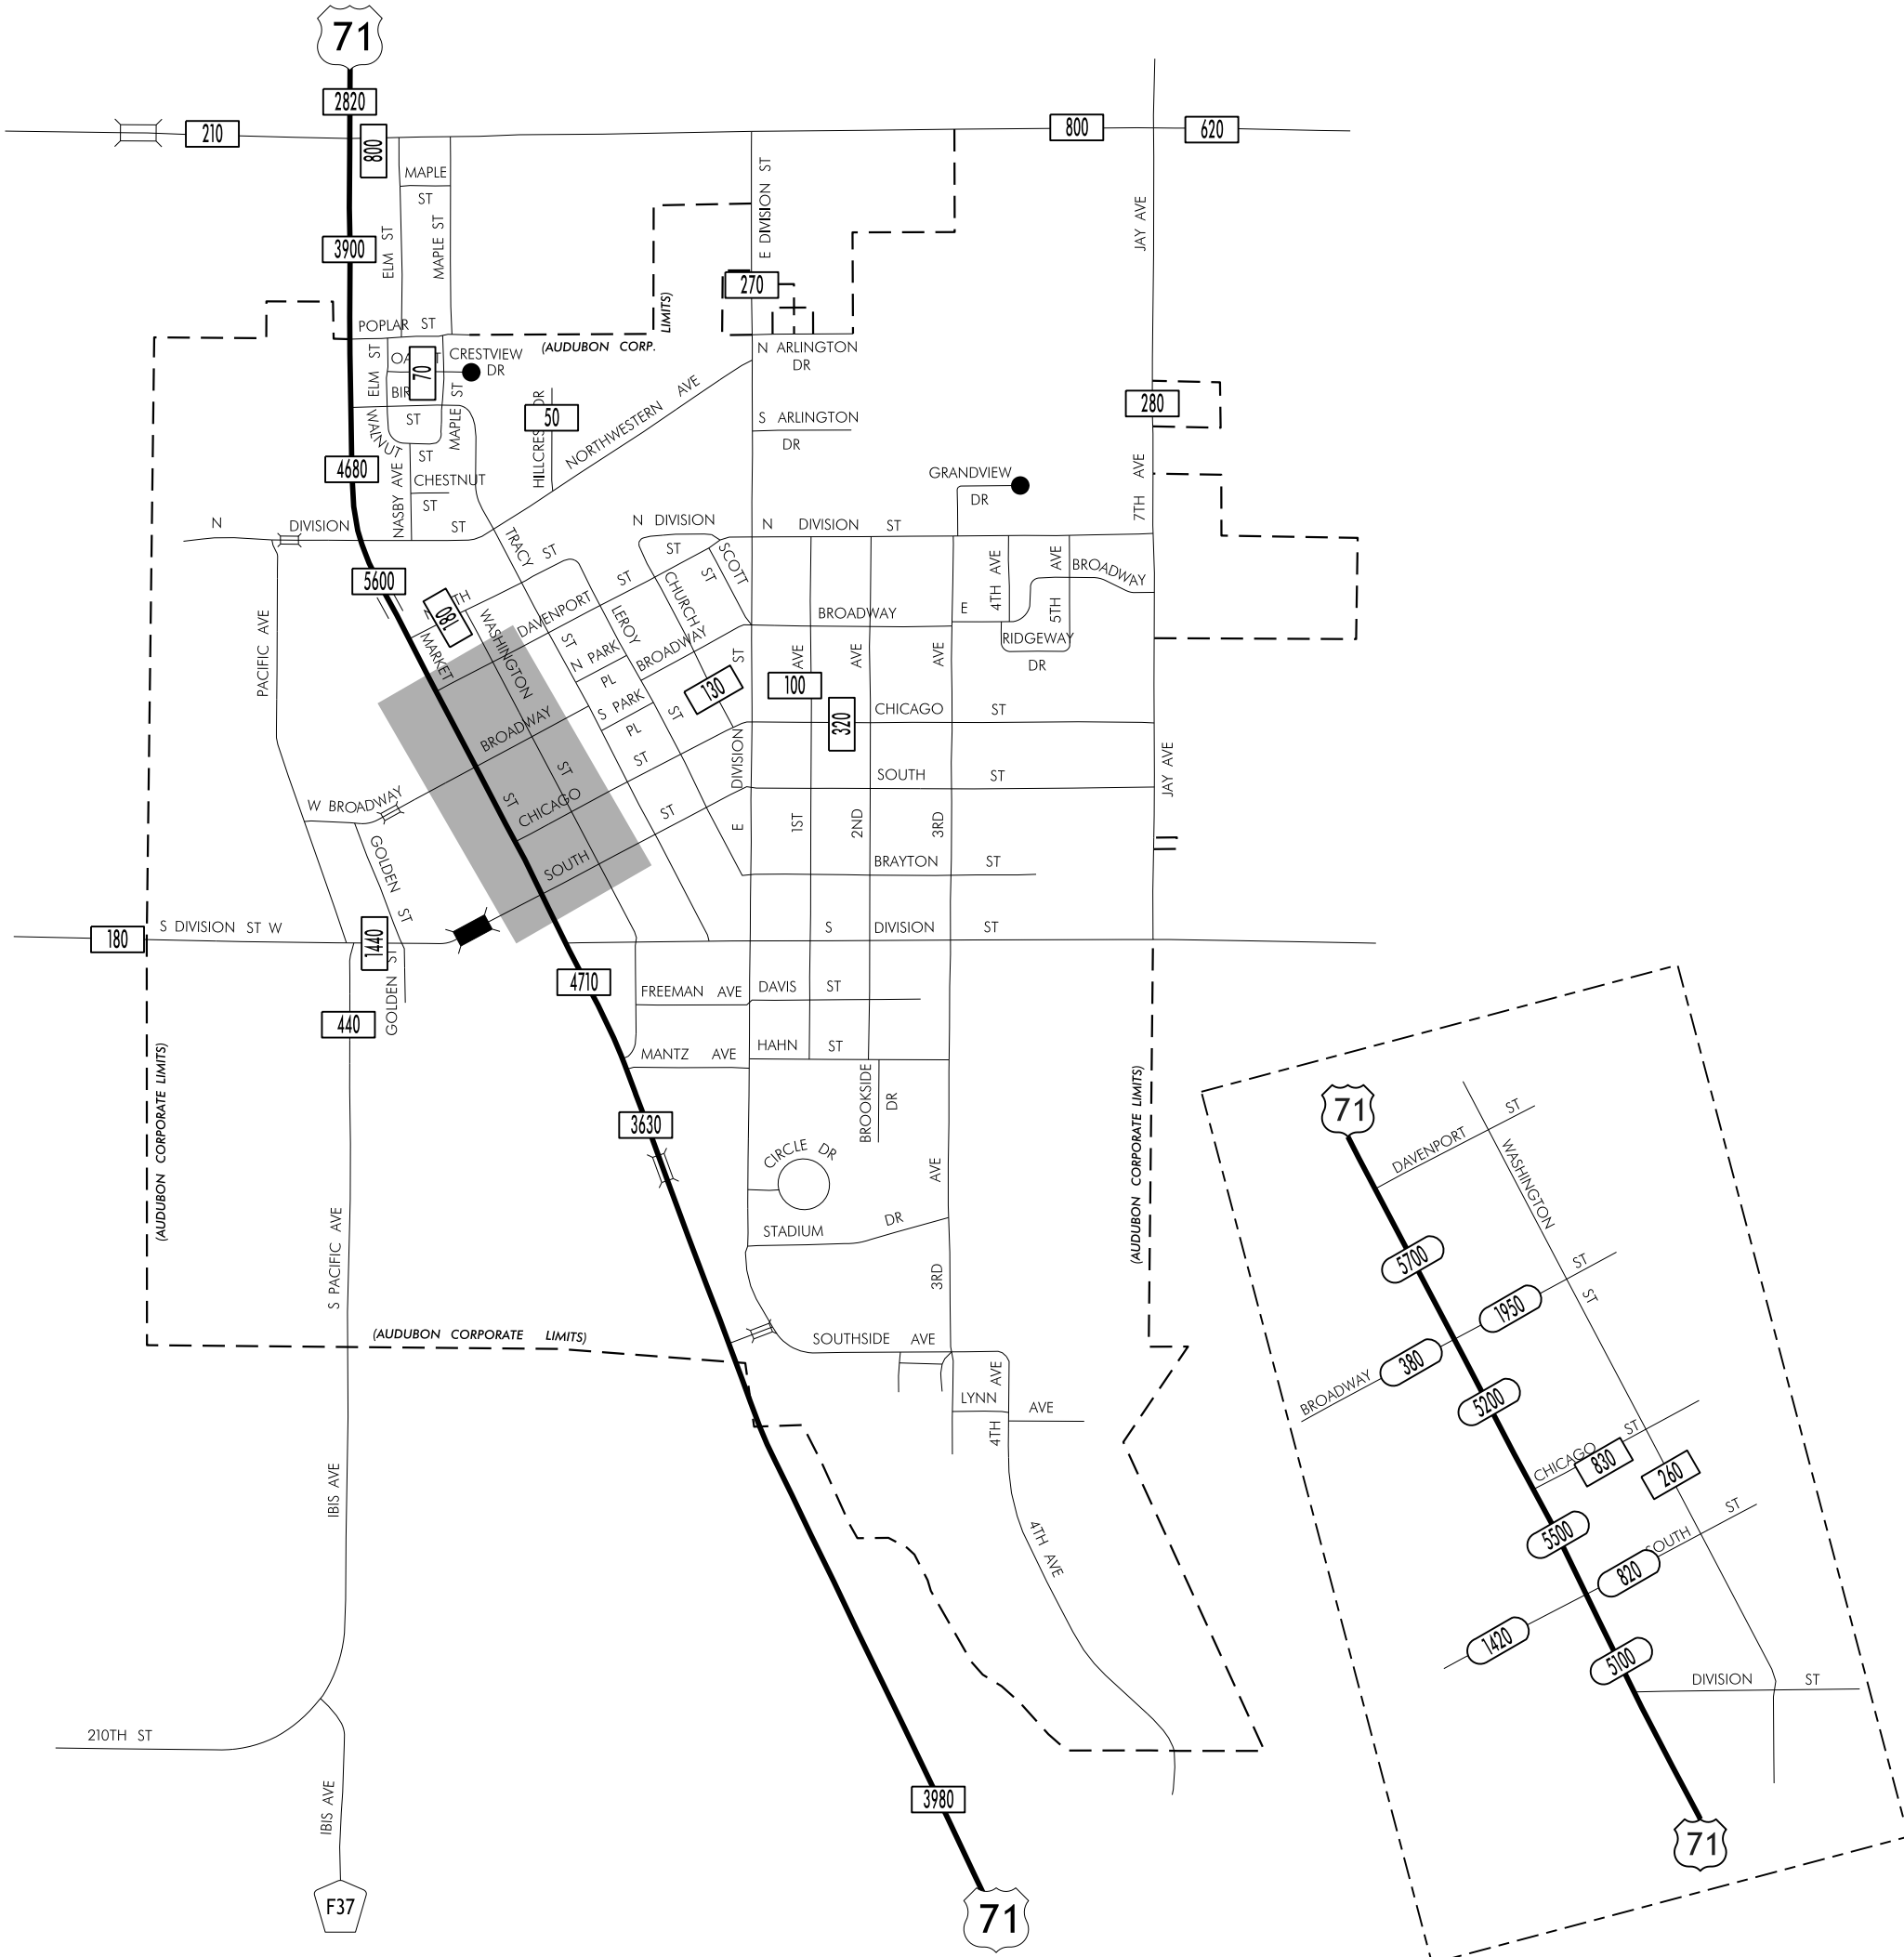 71
2820
210
800
800
620
MAPLE
ST
E DIVISION ST
ELM ST
MAPLE ST
JAY AVE
3900
270
(AUDUBON CORP.
LIMITS)
POPLAR ST
N ARLINGTON
DR
ELM ST
70
CRESTVIEW
DR
ST
MAPLE ST
50
NORTHWESTERN AVE
S ARLINGTON
DR
280
WALNUT
ST
4680
NASBY AVE
CHESTNUT
ST
GRANDVIEW
DR
7TH AVE
N DIVISION ST
TRACY
ST
N DIVISION
ST
SCOTT
ST
N DIVISION ST
5600
180
WASHINGTON
ST
DAVENPORT ST
LEROY
ST
CHURCH
BROADWAY
E
4TH AVE
5TH AVE
BROADWAY
RIDGEWAY
DR
PACIFIC AVE
MARKET
ST
N PARK
PL
BROADWAY
S PARK
PL
130
100
320
CHICAGO ST
BROADWAY
E DIVISION ST
1ST AVE
2ND AVE
3RD AVE
SOUTH ST
JAY AVE
W BROADWAY
CHICAGO ST
SOUTH ST
GOLDEN ST
BRAYTON ST
180
S DIVISION ST W
1440
S DIVISION ST
4710
GOLDEN ST
FREEMAN AVE
DAVIS ST
440
MANTZ AVE
HAHN ST
BROOKSIDE
DR
(AUDUBON CORPORATE LIMITS)
3630
(AUDUBON CORPORATE LIMITS)
CIRCLE DR
STADIUM DR
3RD AVE
S PACIFIC AVE
(AUDUBON CORPORATE LIMITS)
SOUTHSIDE AVE
LYNN AVE
4TH AVE
IBIS AVE
4TH AVE
210TH ST
IBIS AVE
3980
F37
71
71
DAVENPORT ST
WASHINGTON
ST
5700
1950
ST
380
BROADWAY
5200
CHICAGO ST
830
260
5500
SOUTH ST
820
1420
5100
DIVISION ST
71